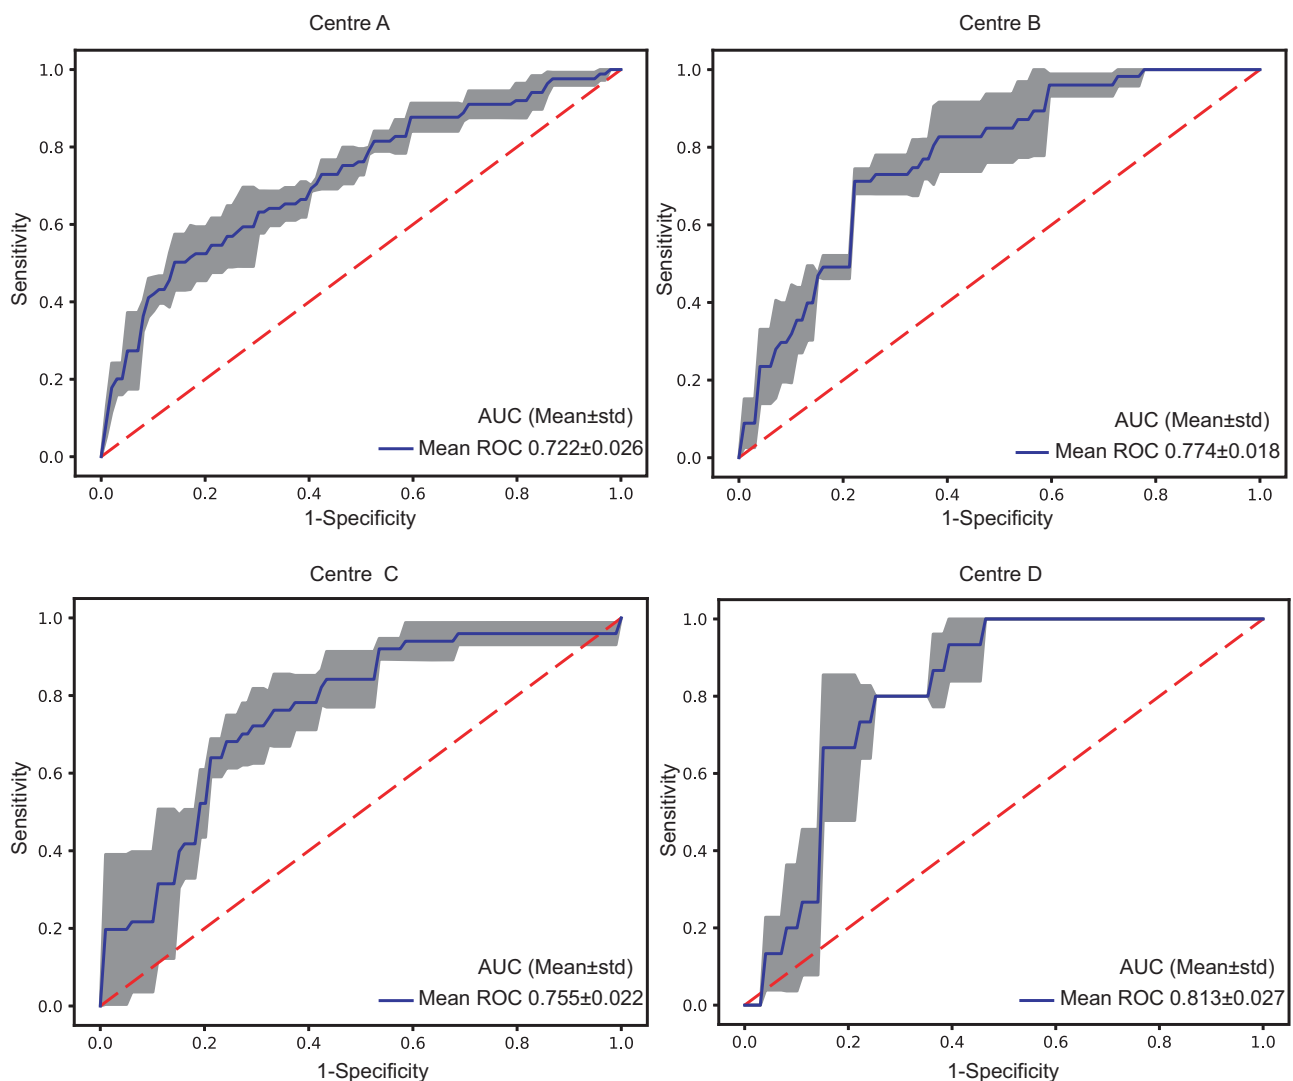 Centre A
1.0
0.8
0.6
0.4
0.2
0.0
Sensitivity
AUC (Mean±std)
Mean ROC 0.722±0.026
0.0 0.2 0.4 0.6 0.8 1.0
1-Specificity
Centre B
1.0
0.8
0.6
0.4
0.2
0.0
Sensitivity
AUC (Mean±std)
Mean ROC 0.774±0.018
0.0 0.2 0.4 0.6 0.8 1.0
1-Specificity
Centre C
1.0
0.8
0.6
0.4
0.2
0.0
Sensitivity
AUC (Mean±std)
Mean ROC 0.755±0.022
0.0 0.2 0.4 0.6 0.8 1.0
1-Specificity
Centre D
1.0
0.8
0.6
0.4
0.2
0.0
Sensitivity
AUC (Mean±std)
Mean ROC 0.813±0.027
0.0 0.2 0.4 0.6 0.8 1.0
1-Specificity